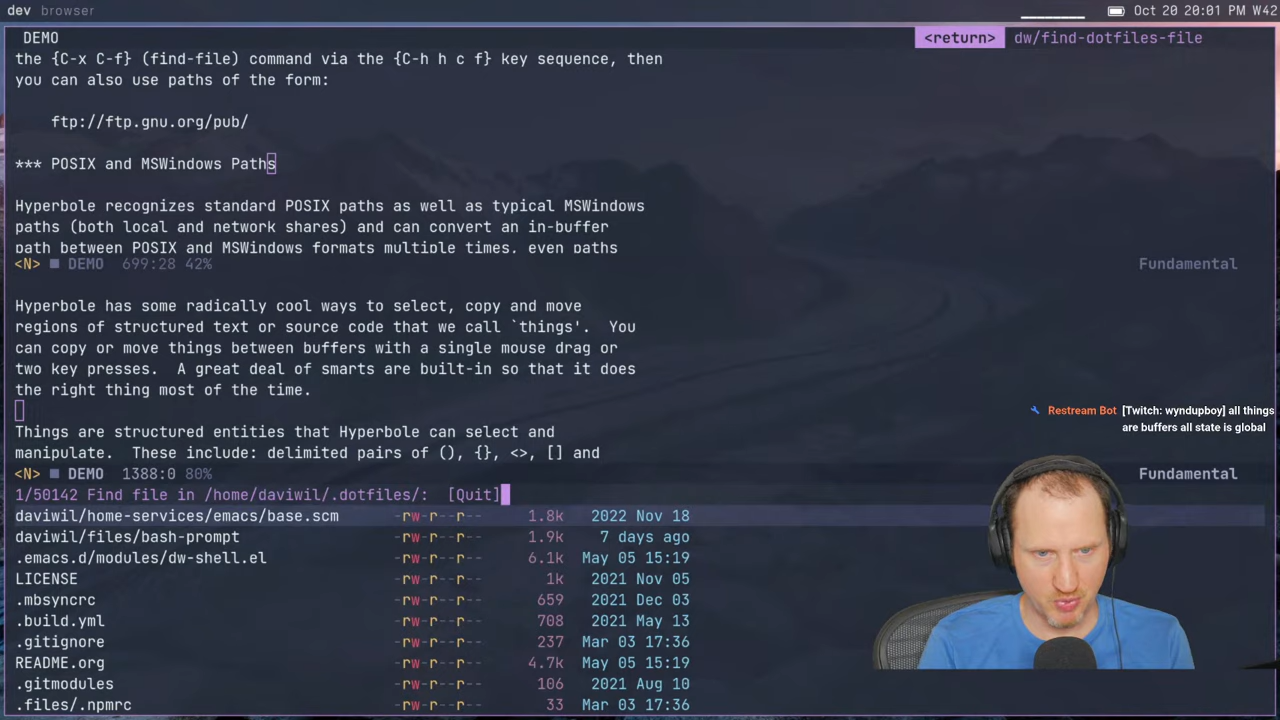 dev browser
Oct 20 20:01 PM W42
DEMO
<return> dw/find-dotfiles-file
the {C-x C-f} (find-file) command via the {C-h h c f} key sequence, then
you can also use paths of the form:
ftp://ftp.gnu.org/pub/
*** POSIX and MSWindows Paths
Hyperbole recognizes standard POSIX paths as well as typical MSWindows
paths (both local and network shares) and can convert an in-buffer
path between POSIX and MSWindows formats multiple times, even paths
<N> DEMO 699:28 42% Fundamental
Hyperbole has some radically cool ways to select, copy and move
regions of structured text or source code that we call `things'. You
can copy or move things between buffers with a single mouse drag or
two key presses. A great deal of smarts are built-in so that it does
the right thing most of the time.
Restream Bot [Twitch: wyndupboy] all things
are buffers all state is global
Things are structured entities that Hyperbole can select and
manipulate. These include: delimited pairs of (), {}, <>, [] and
<N> DEMO 1388:0 80% Fundamental
1/50142 Find file in /home/daviwil/.dotfiles/: [Quit]
daviwil/home-services/emacs/base.scm -rw-r--r-- 1.8k 2022 Nov 18
daviwil/files/bash-prompt -rw-r--r-- 1.9k 7 days ago
.emacs.d/modules/dw-shell.el -rw-r--r-- 6.1k May 05 15:19
LICENSE -rw-r--r-- 1k 2021 Nov 05
.mbsyncrc -rw-r--r-- 659 2021 Dec 03
.build.yml -rw-r--r-- 708 2021 May 13
.gitignore -rw-r--r-- 237 Mar 03 17:36
README.org -rw-r--r-- 4.7k May 05 15:19
.gitmodules -rw-r--r-- 106 2021 Aug 10
.files/.npmrc -rw-r--r-- 33 Mar 03 17:36